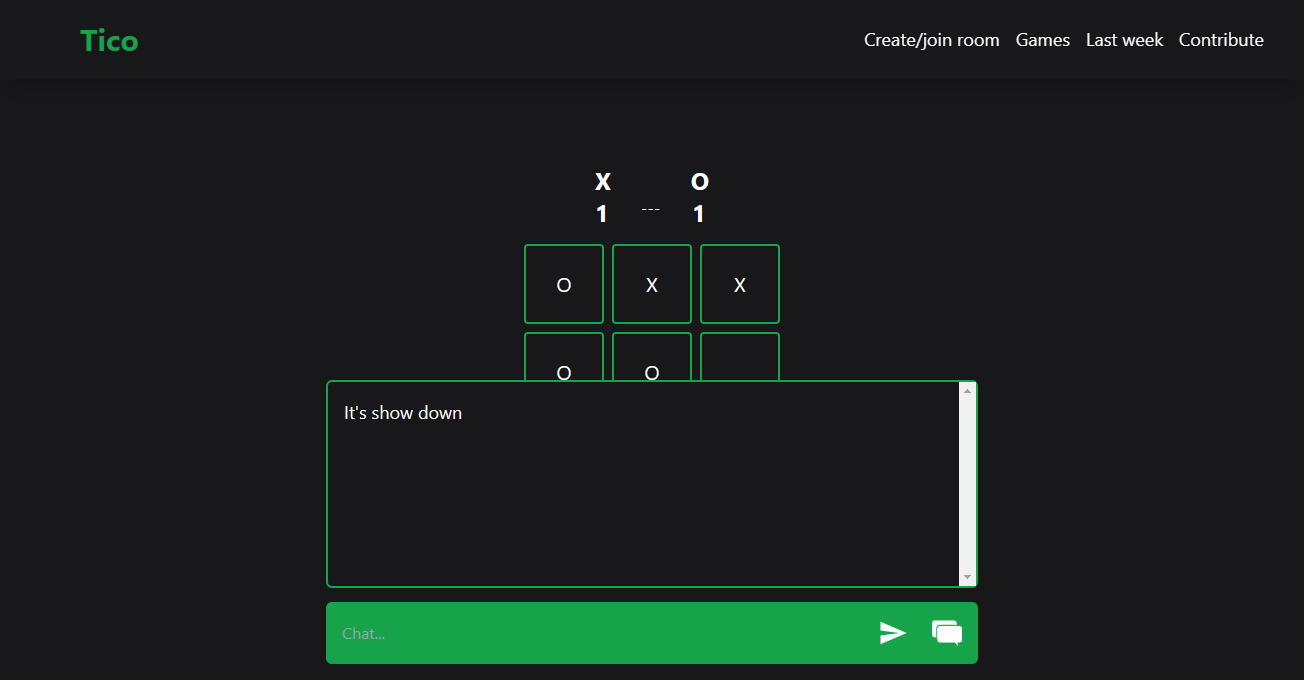 Tico
Create/join room Games Last week Contribute
X O
1 --- 1
O X X
O O
It's show down
Chat...